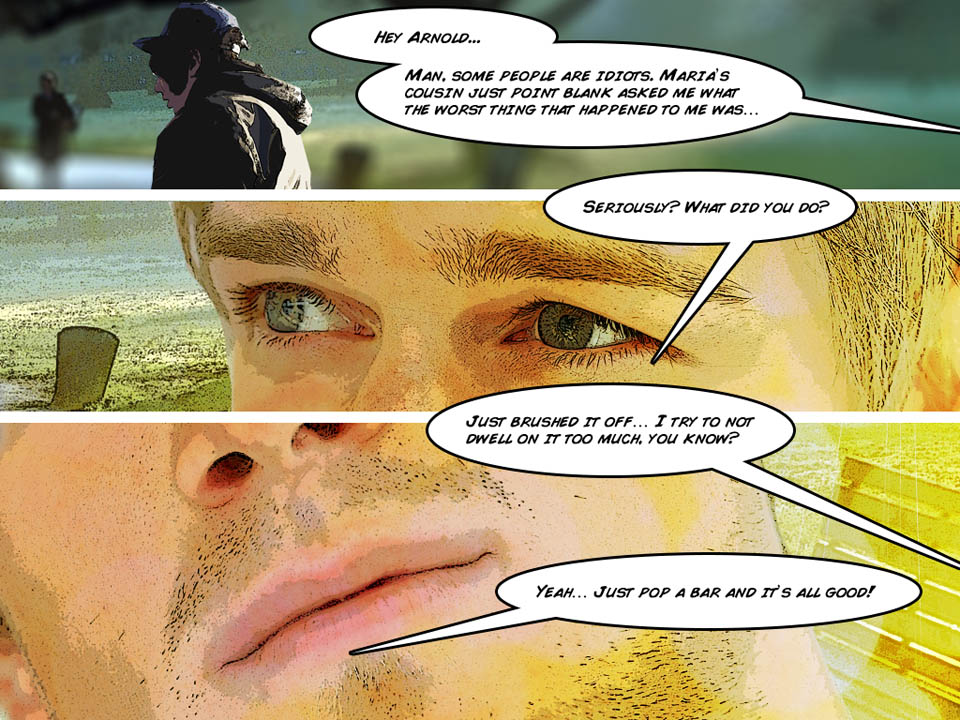 Hey Arnold...
Man, some people are idiots. Maria's
cousin just point blank asked me what
the worst thing that happened to me was...
Seriously? What did you do?
Just brushed it off... I try to not
dwell on it too much, you know?
Yeah... Just pop a bar and it's all good!